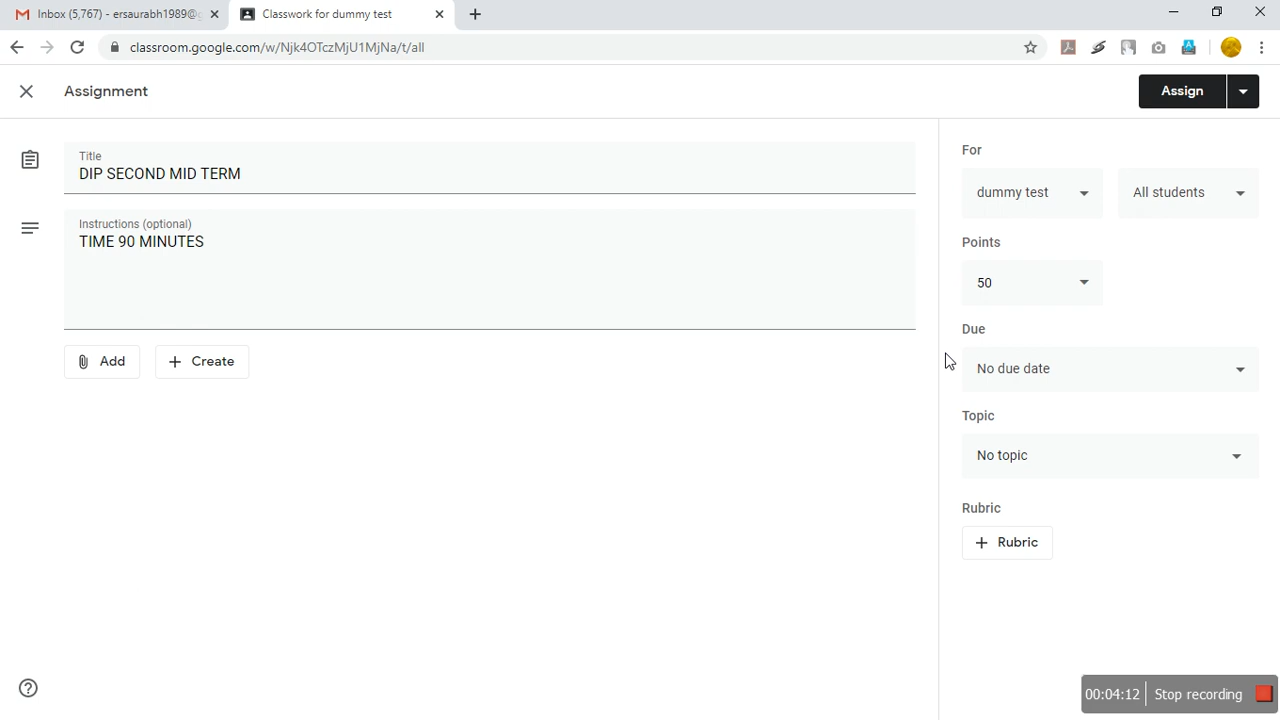 Inbox (5,767) - ersaurabh1989@g
Classwork for dummy test
classroom.google.com/w/Njk4OTczMjU1MjNa/t/all
Assignment
Assign
Title
DIP SECOND MID TERM
Instructions (optional)
TIME 90 MINUTES
Add
Create
For
dummy test
All students
Points
50
Due
No due date
Topic
No topic
Rubric
+ Rubric
00:04:12
Stop recording